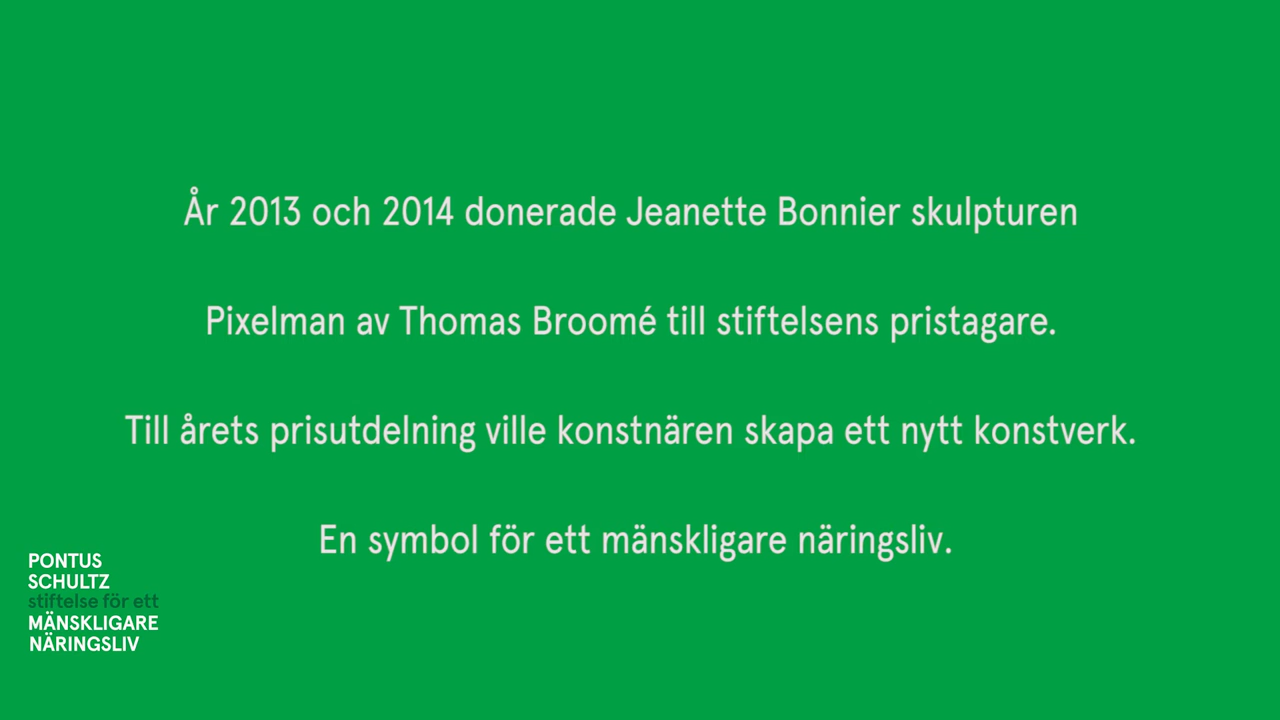 År 2013 och 2014 donerade Jeanette Bonnier skulpturen
Pixelman av Thomas Broomé till stiftelsens pristagare.
Till årets prisutdelning ville konstnären skapa ett nytt konstverk.
En symbol för ett mänskligare näringsliv.
PONTUS
SCHULTZ
stiftelse för ett
MÄNSKLIGARE
NÄRINGSLIV